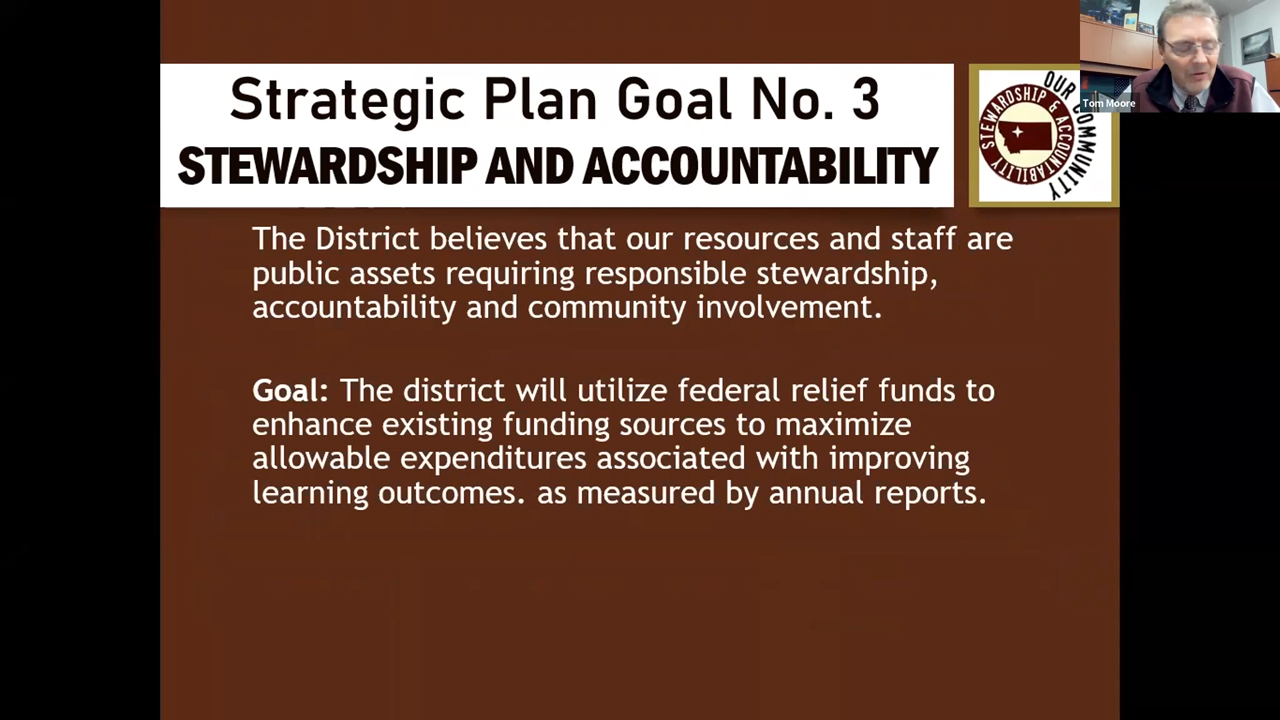 Strategic Plan Goal No. 3
STEWARDSHIP AND ACCOUNTABILITY
OUR COMMUNITY
STEWARDSHIP & ACCOUNTABILITY
Tom Moore
The District believes that our resources and staff are
public assets requiring responsible stewardship,
accountability and community involvement.
Goal: The district will utilize federal relief funds to
enhance existing funding sources to maximize
allowable expenditures associated with improving
learning outcomes. as measured by annual reports.